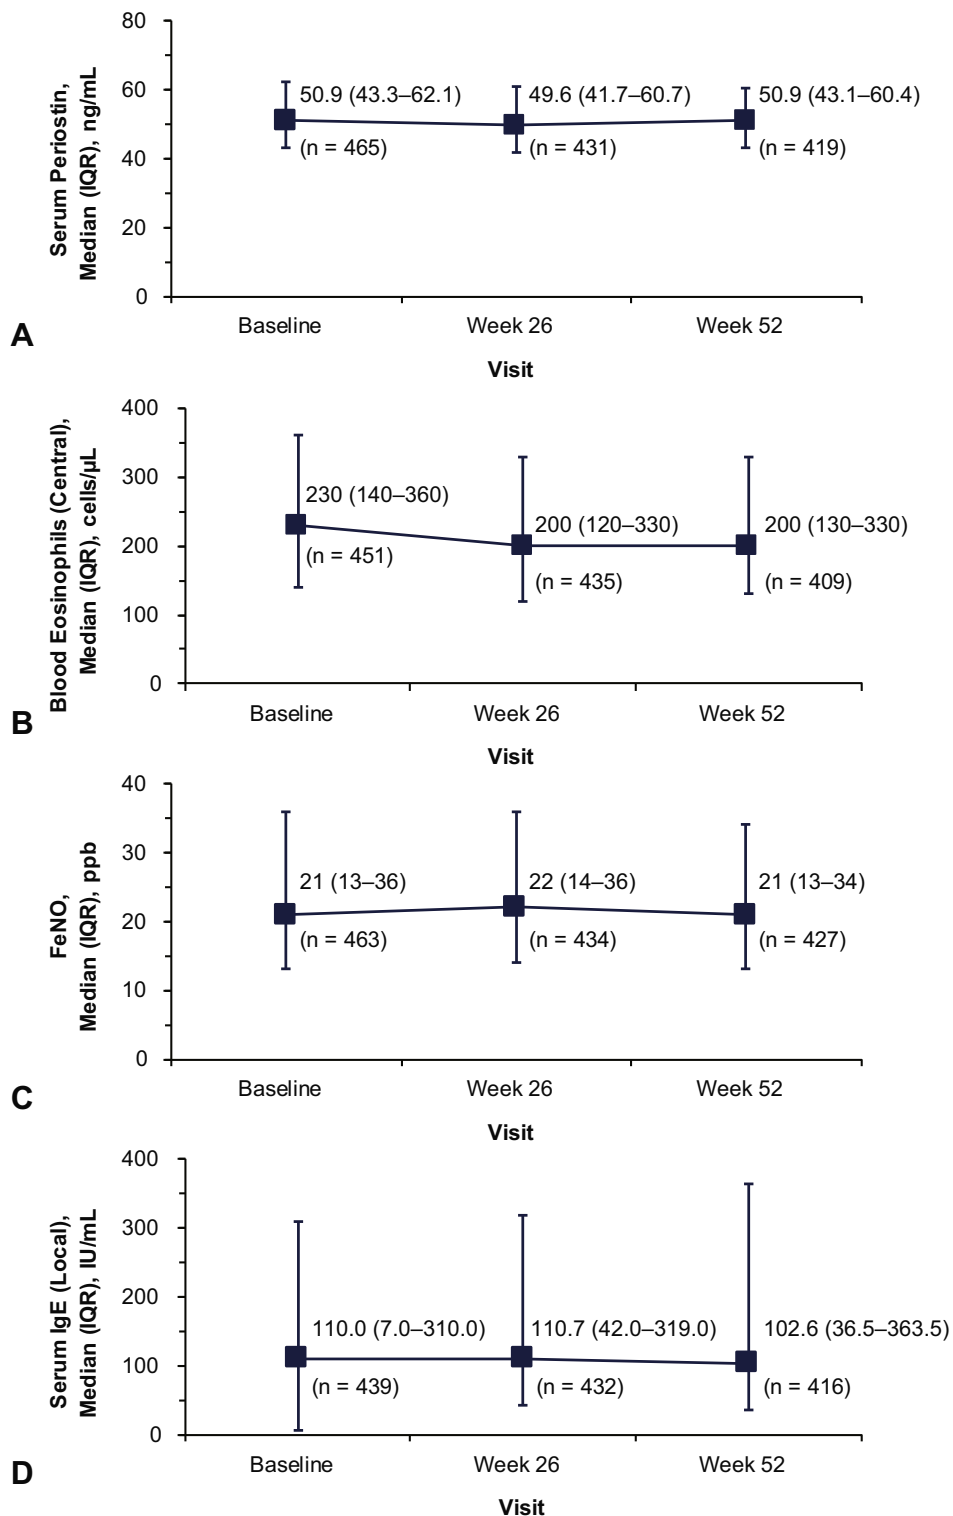 Serum Periostin,
Median (IQR), ng/mL
80
60
40
20
0
50.9 (43.3–62.1)
(n = 465)
49.6 (41.7–60.7)
(n = 431)
50.9 (43.1–60.4)
(n = 419)
Baseline
Week 26
Week 52
Visit
A
Blood Eosinophils (Central),
Median (IQR), cells/µL
400
300
200
100
0
230 (140–360)
(n = 451)
200 (120–330)
(n = 435)
200 (130–330)
(n = 409)
Baseline
Week 26
Week 52
Visit
B
FeNO,
Median (IQR), ppb
40
30
20
10
0
21 (13–36)
(n = 463)
22 (14–36)
(n = 434)
21 (13–34)
(n = 427)
Baseline
Week 26
Week 52
Visit
C
Serum IgE (Local),
Median (IQR), IU/mL
400
300
200
100
0
110.0 (7.0–310.0)
(n = 439)
110.7 (42.0–319.0)
(n = 432)
102.6 (36.5–363.5)
(n = 416)
Baseline
Week 26
Week 52
Visit
D